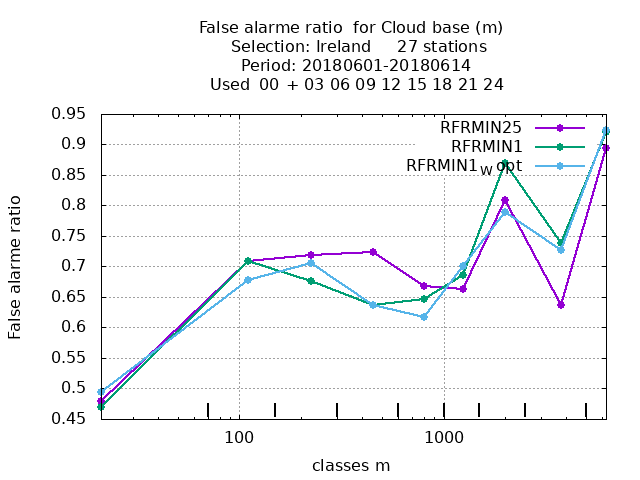 False alarme ratio  for Cloud base (m)
Selection: Ireland     27 stations
Period: 20180601-20180614
Used  00 + 03 06 09 12 15 18 21 24
RFRMIN25
RFRMIN1
RFRMIN1W opt
0.95
0.9
0.85
0.8
0.75
0.7
0.65
0.6
0.55
0.5
0.45
False alarme ratio
100 1000
classes m